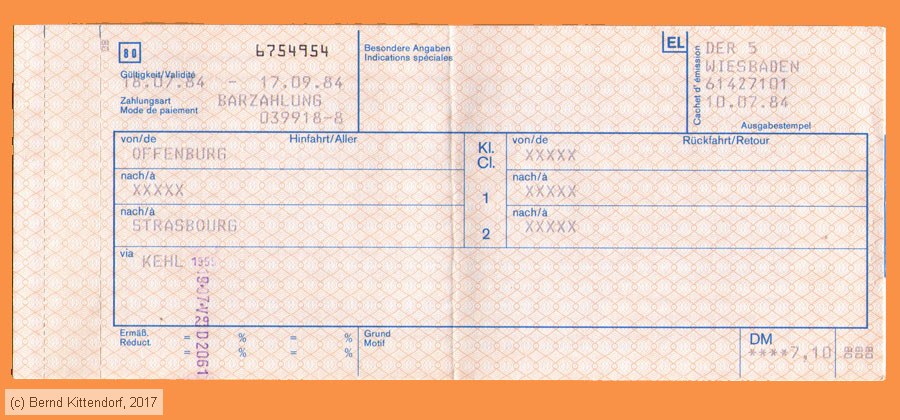 80
6754954
Besondere Angaben
Indications spéciales
EL
Cachet d'émission
DER 5
WIESBADEN
61427101
10.07.84
Ausgabestempel
Gültigkeit/Validité
18.07.84 - 17.09.84
Zahlungsart
Mode de paiement
BARZAHLUNG
039918-8
von/de
Hinfahrt/Aller
OFFENBURG
nach/à
XXXXX
nach/à
STRASBOURG
Kl.
Cl.
1
2
von/de
Rückfahrt/Retour
XXXXX
nach/à
XXXXX
nach/à
XXXXX
via
KEHL
Ermäß.
Réduct.
= % = %
= % = %
Grund
Motif
DM
****7,10
(c) Bernd Kittendorf, 2017